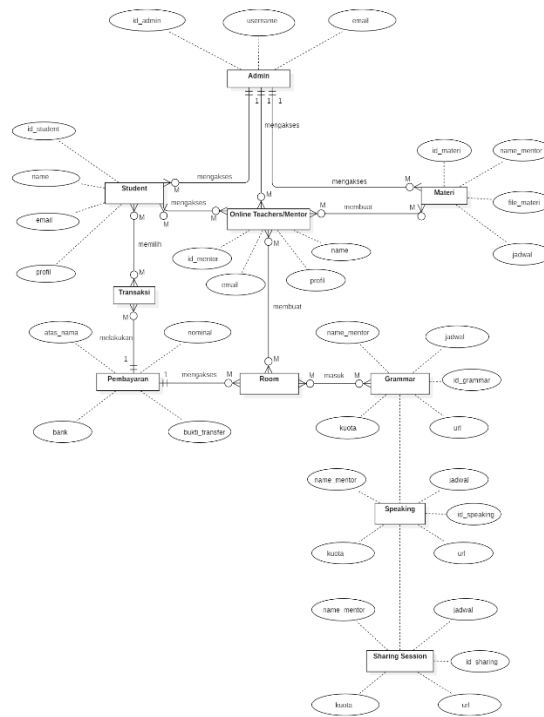 id_admin
username
email
Admin
1
1
1
mengakses
id_student
name
email
profil
Student
mengakses
M
mengakses
M
M
M
memilih
M
Transaksi
M
melakukan
1
mengakses
M
Materi
id_materi
name_mentor
file_materi
jadwal
M
Online Teachers/Mentor
M
membuat
M
id_mentor
email
profil
name
M
membuat
M
atas_nama
nominal
Pembayaran
bank
bukti_transfer
1
mengakses
M
Room
M
masuk
M
Grammar
name_mentor
jadwal
id_grammar
kuota
url
Speaking
name_mentor
jadwal
id_speaking
kuota
url
Sharing Session
name_mentor
jadwal
id_sharing
kuota
url